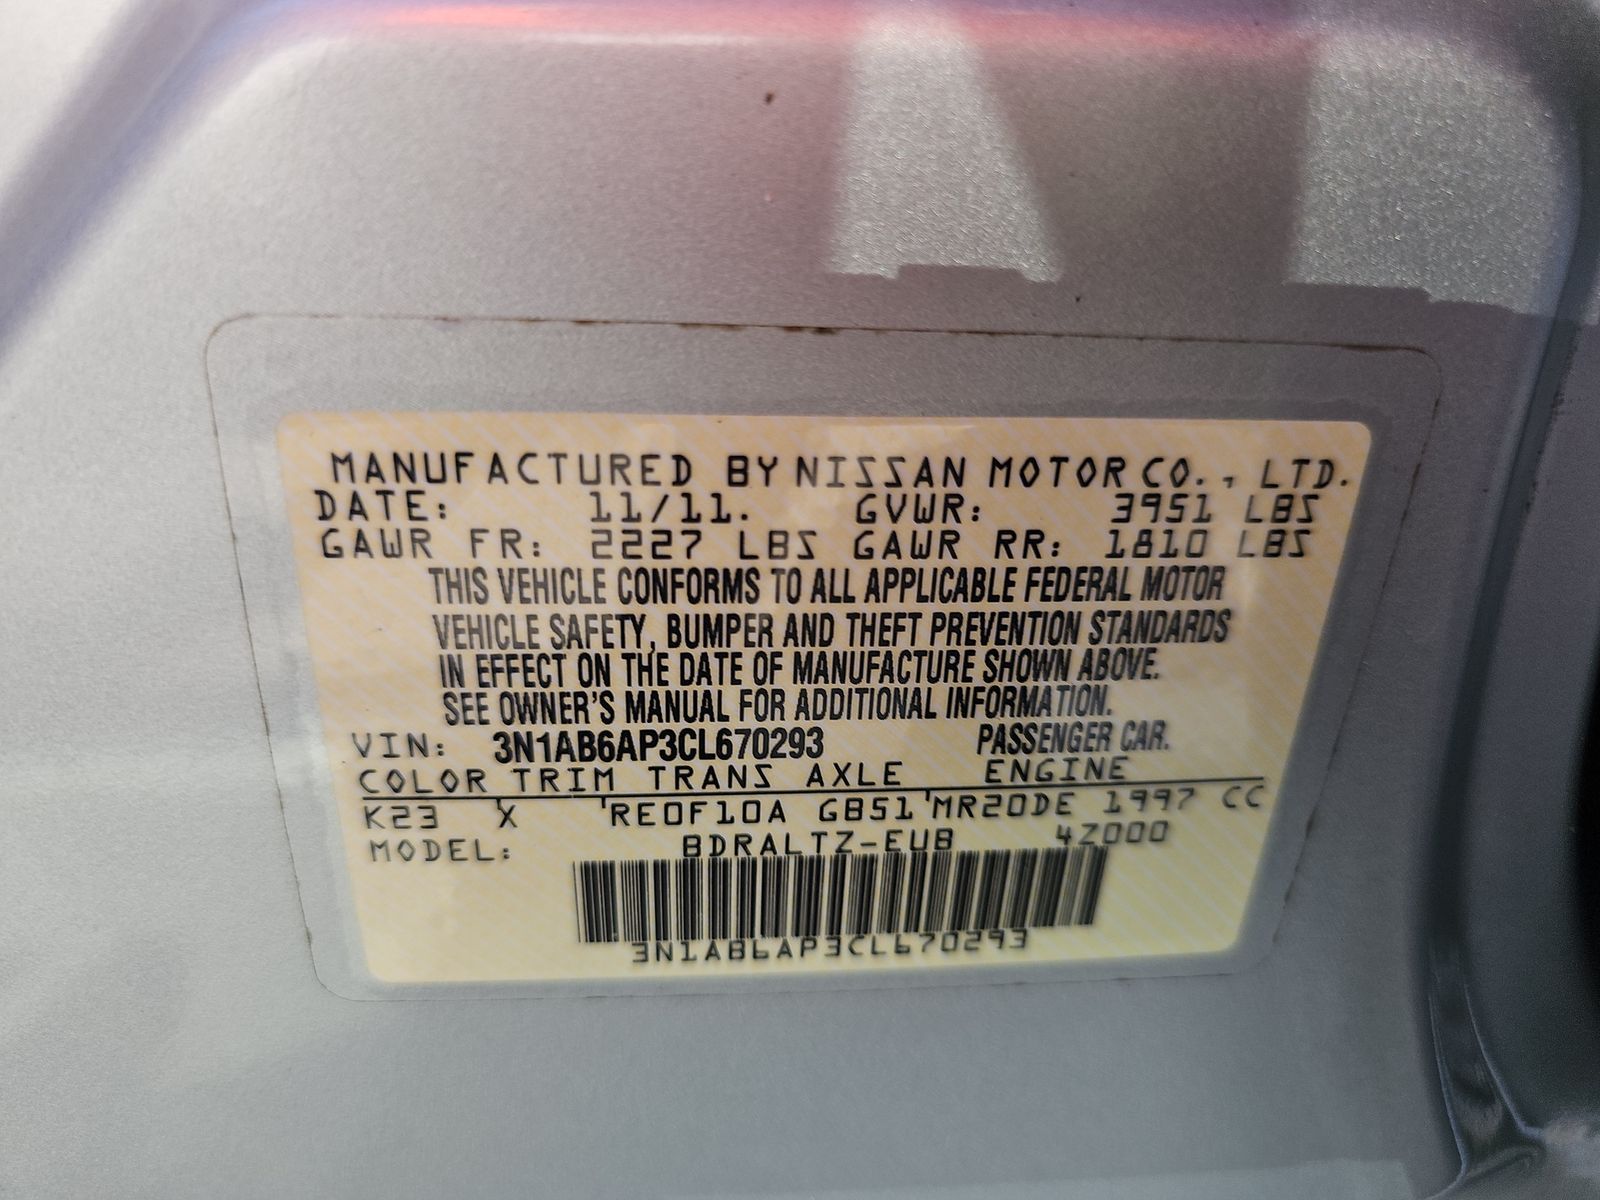 MANUFACTURED BY NISSAN MOTOR CO., LTD.
DATE: 11/11. GVWR: 3951 LBS
GAWR FR: 2227 LBS GAWR RR: 1810 LBS
THIS VEHICLE CONFORMS TO ALL APPLICABLE FEDERAL MOTOR
VEHICLE SAFETY, BUMPER AND THEFT PREVENTION STANDARDS
IN EFFECT ON THE DATE OF MANUFACTURE SHOWN ABOVE.
SEE OWNER'S MANUAL FOR ADDITIONAL INFORMATION.
VIN: 3N1AB6AP3CL670293 PASSENGER CAR.
COLOR TRIM TRANS AXLE ENGINE
K23 X RE0F10A GB51 MR20DE 1997 CC
MODEL: BDRALTZ-EUB 4Z000
3N1AB6AP3CL670293